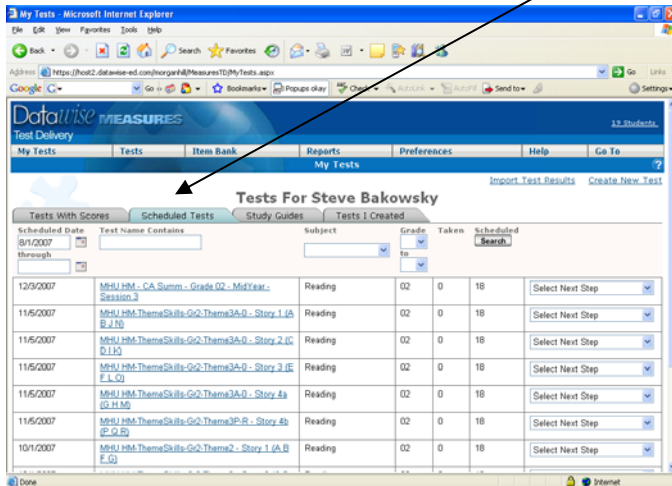 My Tests - Microsoft Internet Explorer
File Edit View Favorites Tools Help
Back Search Favorites
Address https://host2.datawise-ed.com/morganhill/MeasuresTD/MyTests.aspx Go Links
Google G Go Bookmarks Popups okay Check AutoLink AutoFill Send to Settings
Datawise MEASURES
Test Delivery
19 Students
My Tests Tests Item Bank Reports Preferences Help Go To
My Tests ?
Import Test Results Create New Test
Tests For Steve Bakowsky
Tests With Scores Scheduled Tests Study Guides Tests I Created
Scheduled Date Test Name Contains Subject Grade Taken Scheduled
8/1/2007 Search
through to
12/3/2007 MHU HM - CA Summ - Grade 02 - MidYear - Session 3 Reading 02 0 18 Select Next Step
11/5/2007 MHU HM-ThemeSkills-Gr2-Theme3A-0 - Story 1 (A B J N) Reading 02 0 18 Select Next Step
11/5/2007 MHU HM-ThemeSkills-Gr2-Theme3A-0 - Story 2 (C D I K) Reading 02 0 18 Select Next Step
11/5/2007 MHU HM-ThemeSkills-Gr2-Theme3A-0 - Story 3 (E F L O) Reading 02 0 18 Select Next Step
11/5/2007 MHU HM-ThemeSkills-Gr2-Theme3A-0 - Story 4a (G H M) Reading 02 0 18 Select Next Step
11/5/2007 MHU HM-ThemeSkills-Gr2-Theme3P-R - Story 4b (P Q R) Reading 02 0 18 Select Next Step
10/1/2007 MHU HM-ThemeSkills-Gr2-Theme2 - Story 1 (A B F G) Reading 02 0 18 Select Next Step
Done Internet